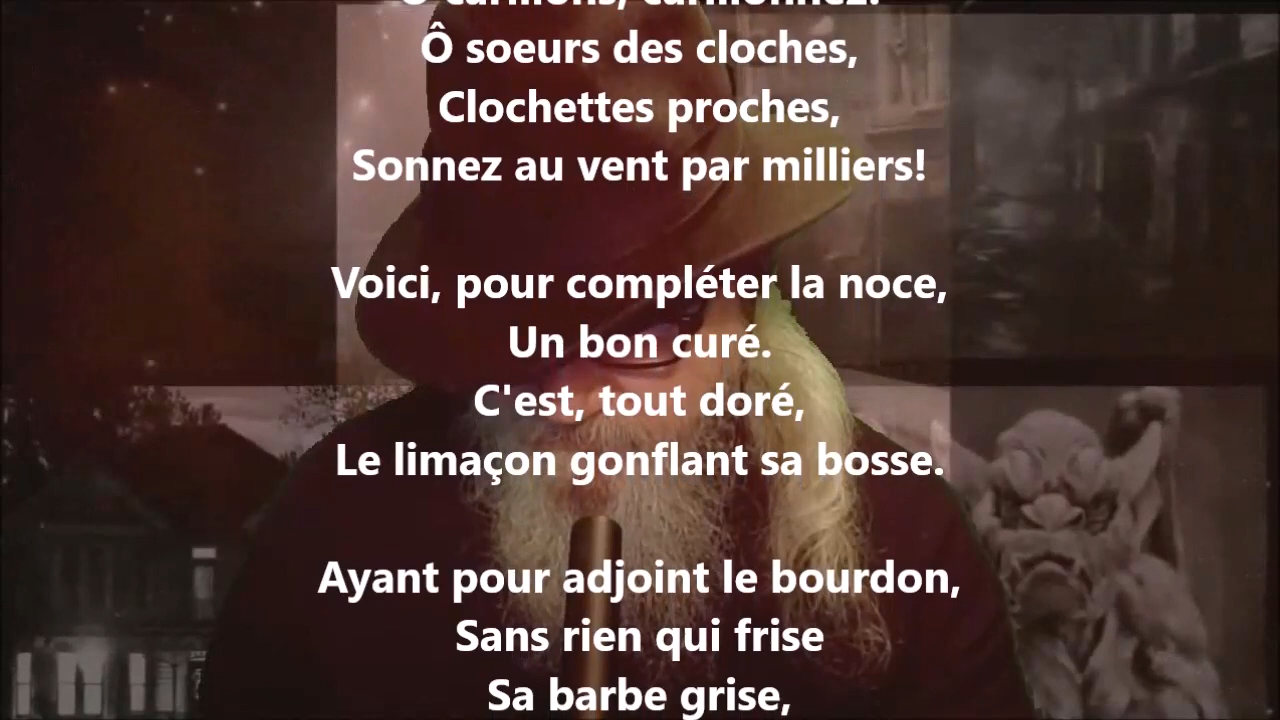 Ô carillons, carillonnez!
Ô soeurs des cloches,
Clochettes proches,
Sonnez au vent par milliers!
Voici, pour compléter la noce,
Un bon curé.
C'est, tout doré,
Le limaçon gonflant sa bosse.
Ayant pour adjoint le bourdon,
Sans rien qui frise
Sa barbe grise,